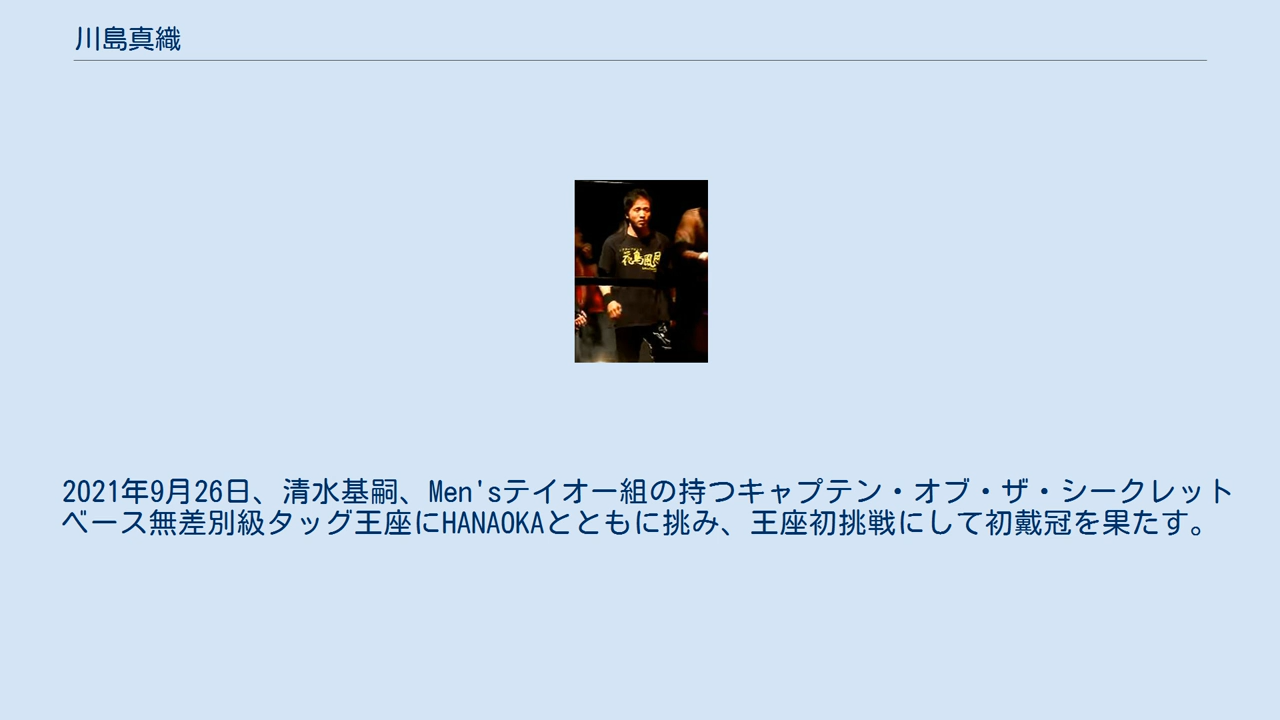 川島真織
花鳥風月
2021年9月26日、清水基嗣、Men'sテイオー組の持つキャプテン・オブ・ザ・シークレット
ベース無差別級タッグ王座にHANAOKAとともに挑み、王座初挑戦にして初戴冠を果たす。